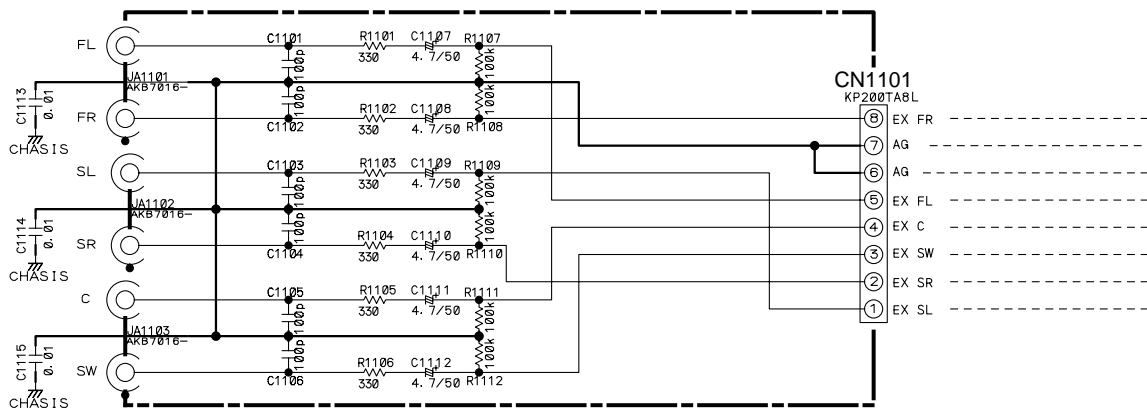 FL
C1101
100p
R1101
330
C1107
4.7/50
R1107
100k
JA1101
AKB7016-
C1113
0.01
CHASIS
FR
100p
C1102
R1102
330
C1108
4.7/50
100k
R1108
CN1101
KP200TA8L
8 EX FR
7 AG
6 AG
5 EX FL
4 EX C
3 EX SW
2 EX SR
1 EX SL
SL
C1103
100p
R1103
330
C1109
4.7/50
R1109
100k
JA1102
AKB7016-
C1114
0.01
CHASIS
SR
100p
C1104
R1104
330
C1110
4.7/50
100k
R1110
C
C1105
100p
R1105
330
C1111
4.7/50
R1111
100k
JA1103
AKB7016-
C1115
0.01
CHASIS
SW
100p
C1106
R1106
330
C1112
4.7/50
100k
R1112